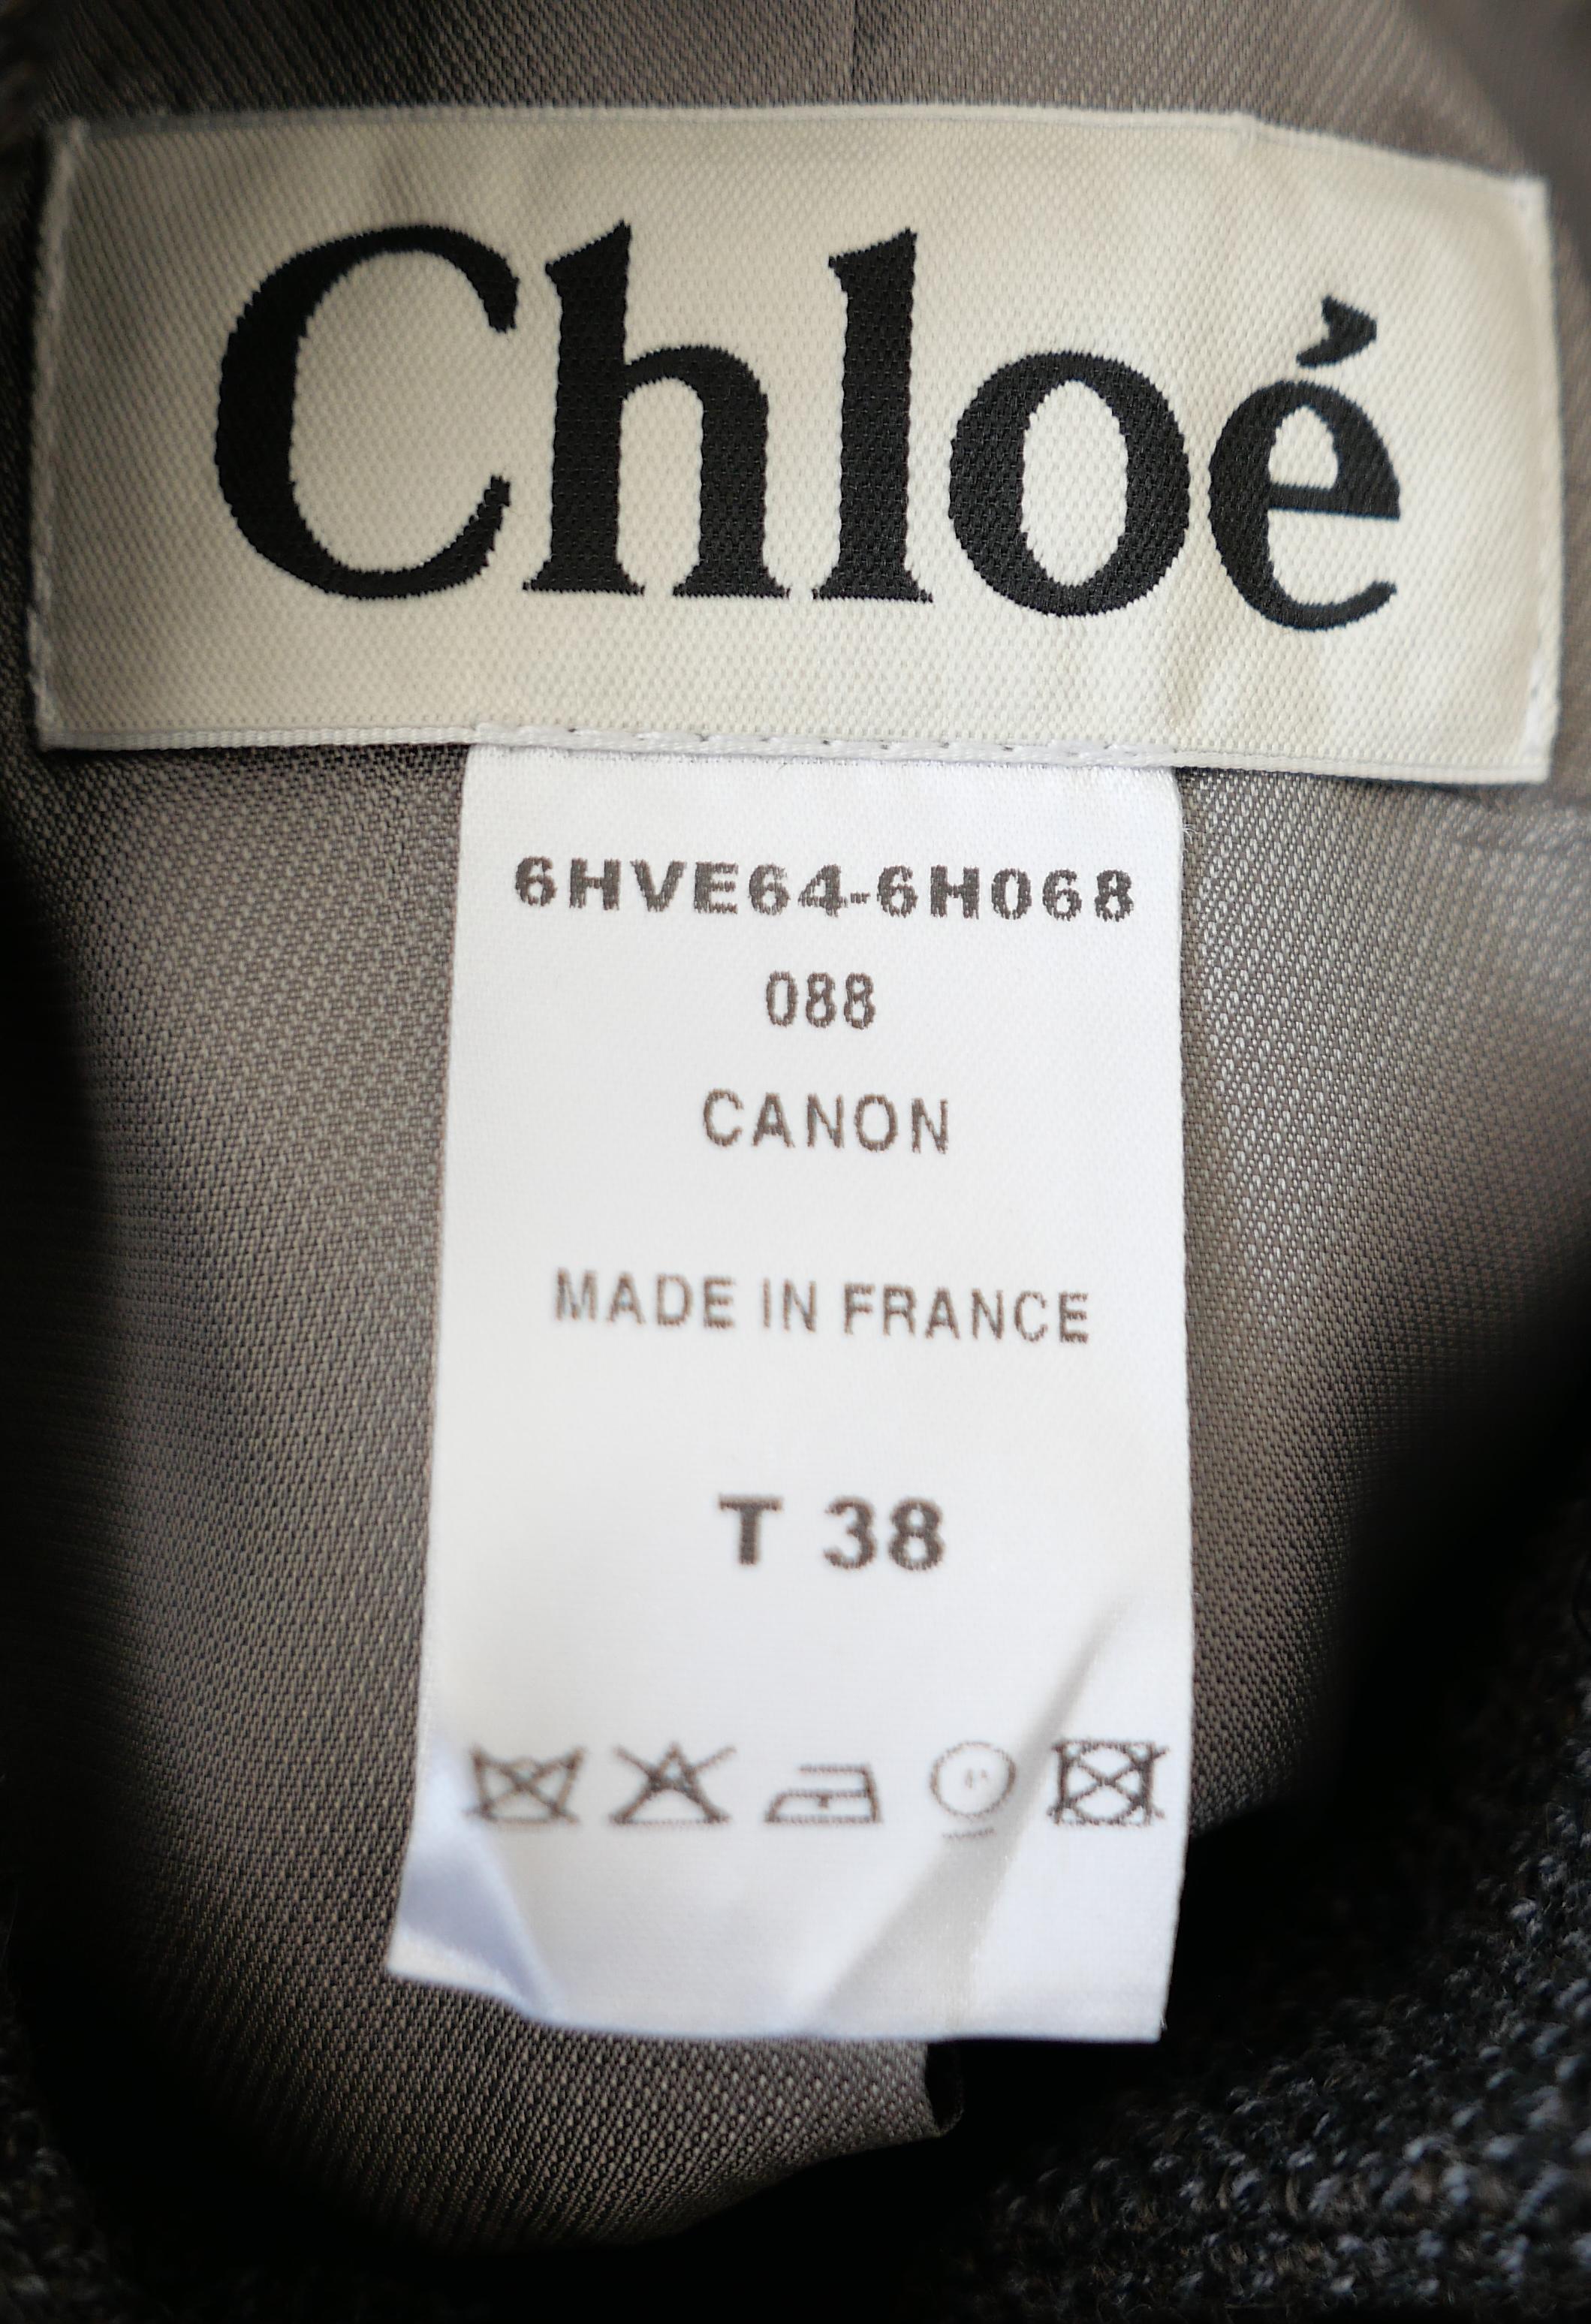 Chloé
6HVE64-6H068
088
CANON
MADE IN FRANCE
T 38